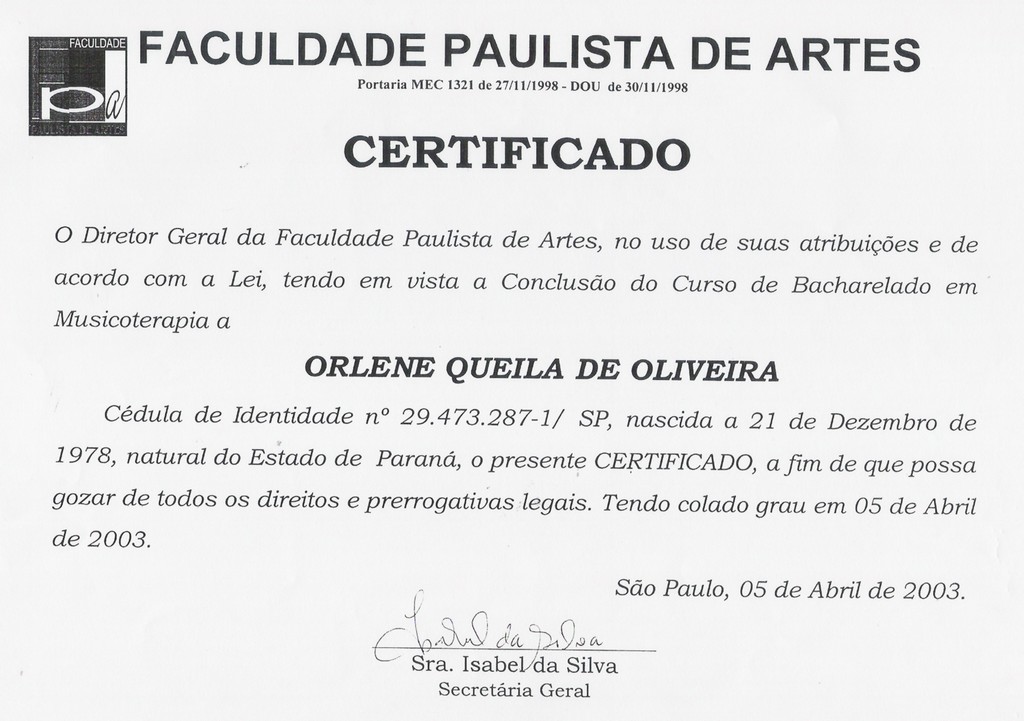 FACULDADE
Pa
PAULISTA DE ARTES
FACULDADE PAULISTA DE ARTES
Portaria MEC 1321 de 27/11/1998 - DOU de 30/11/1998
CERTIFICADO
O Diretor Geral da Faculdade Paulista de Artes, no uso de suas atribuições e de
acordo com a Lei, tendo em vista a Conclusão do Curso de Bacharelado em
Musicoterapia a
ORLENE QUEILA DE OLIVEIRA
Cédula de Identidade nº 29.473.287-1/ SP, nascida a 21 de Dezembro de
1978, natural do Estado de Paraná, o presente CERTIFICADO, a fim de que possa
gozar de todos os direitos e prerrogativas legais. Tendo colado grau em 05 de Abril
de 2003.
São Paulo, 05 de Abril de 2003.
Isabel da Silva
Sra. Isabel da Silva
Secretária Geral